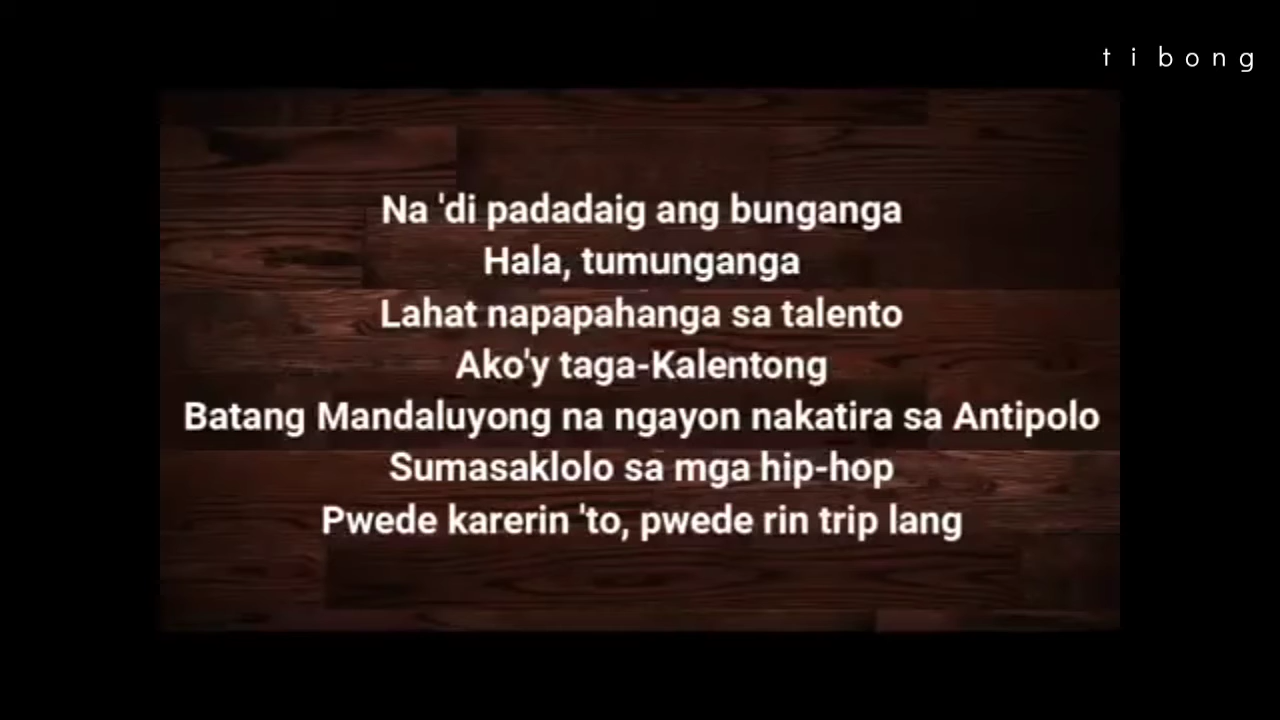 tibong
Na 'di padadaig ang bunganga
Hala, tumunganga
Lahat napapahanga sa talento
Ako'y taga-Kalentong
Batang Mandaluyong na ngayon nakatira sa Antipolo
Sumasaklolo sa mga hip-hop
Pwede karerin 'to, pwede rin trip lang